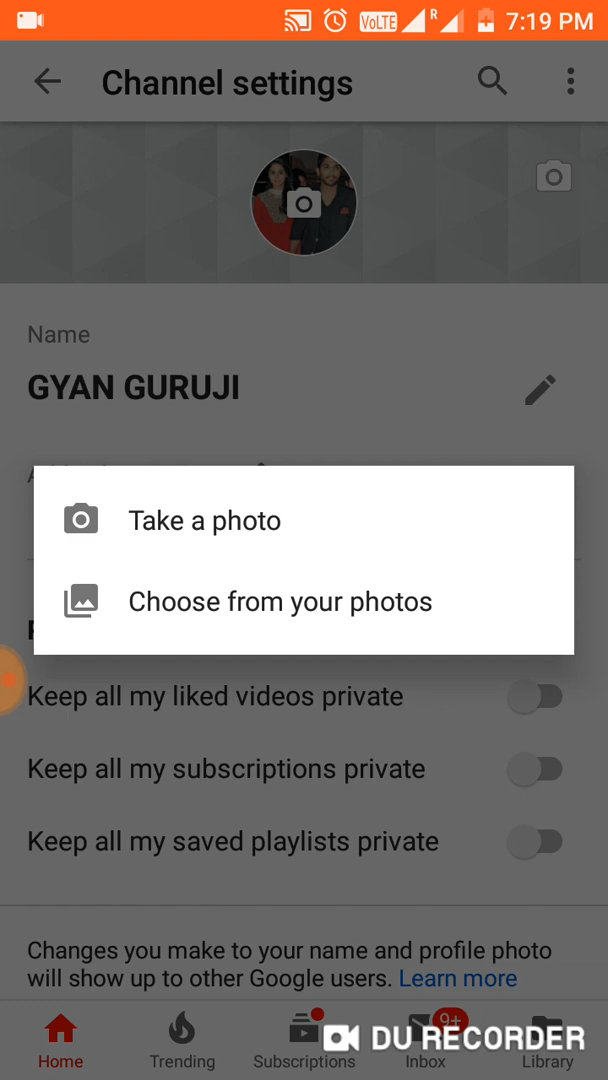 VoLTE R 7:19 PM
Channel settings
Name
GYAN GURUJI
Take a photo
Choose from your photos
Keep all my liked videos private
Keep all my subscriptions private
Keep all my saved playlists private
Changes you make to your name and profile photo
will show up to other Google users. Learn more
9+
DU RECORDER
Home Trending Subscriptions Inbox Library